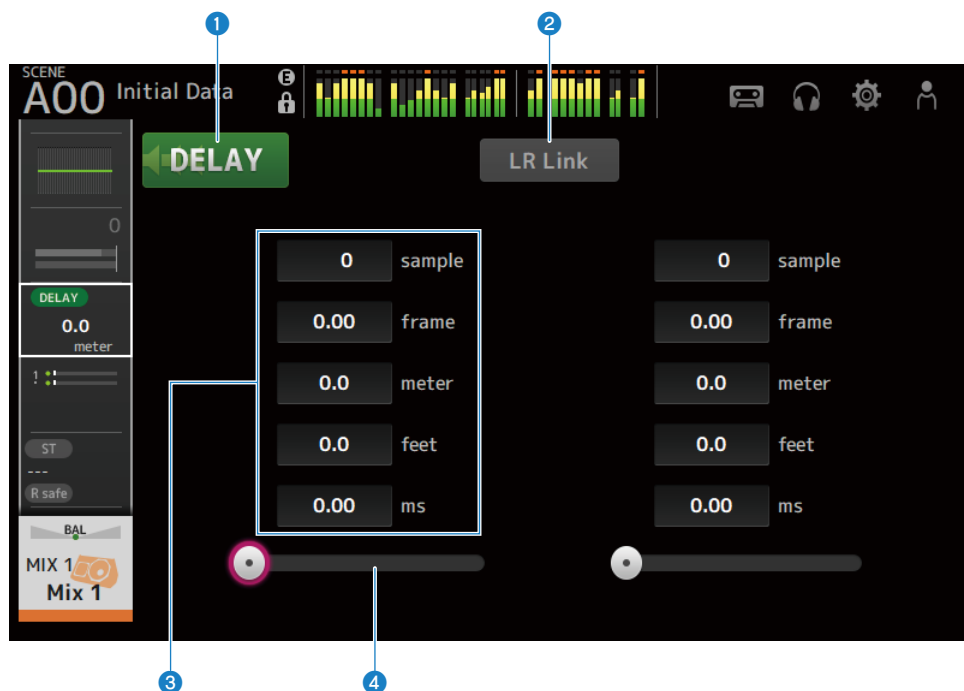 1 2
SCENE
A00 Initial Data
E
DELAY
LR Link
0
DELAY
0.0
meter
!
ST
---
R safe
BAL
MIX 1
Mix 1
0 sample
0.00 frame
0.0 meter
0.0 feet
0.00 ms
0 sample
0.00 frame
0.0 meter
0.0 feet
0.00 ms
3 4